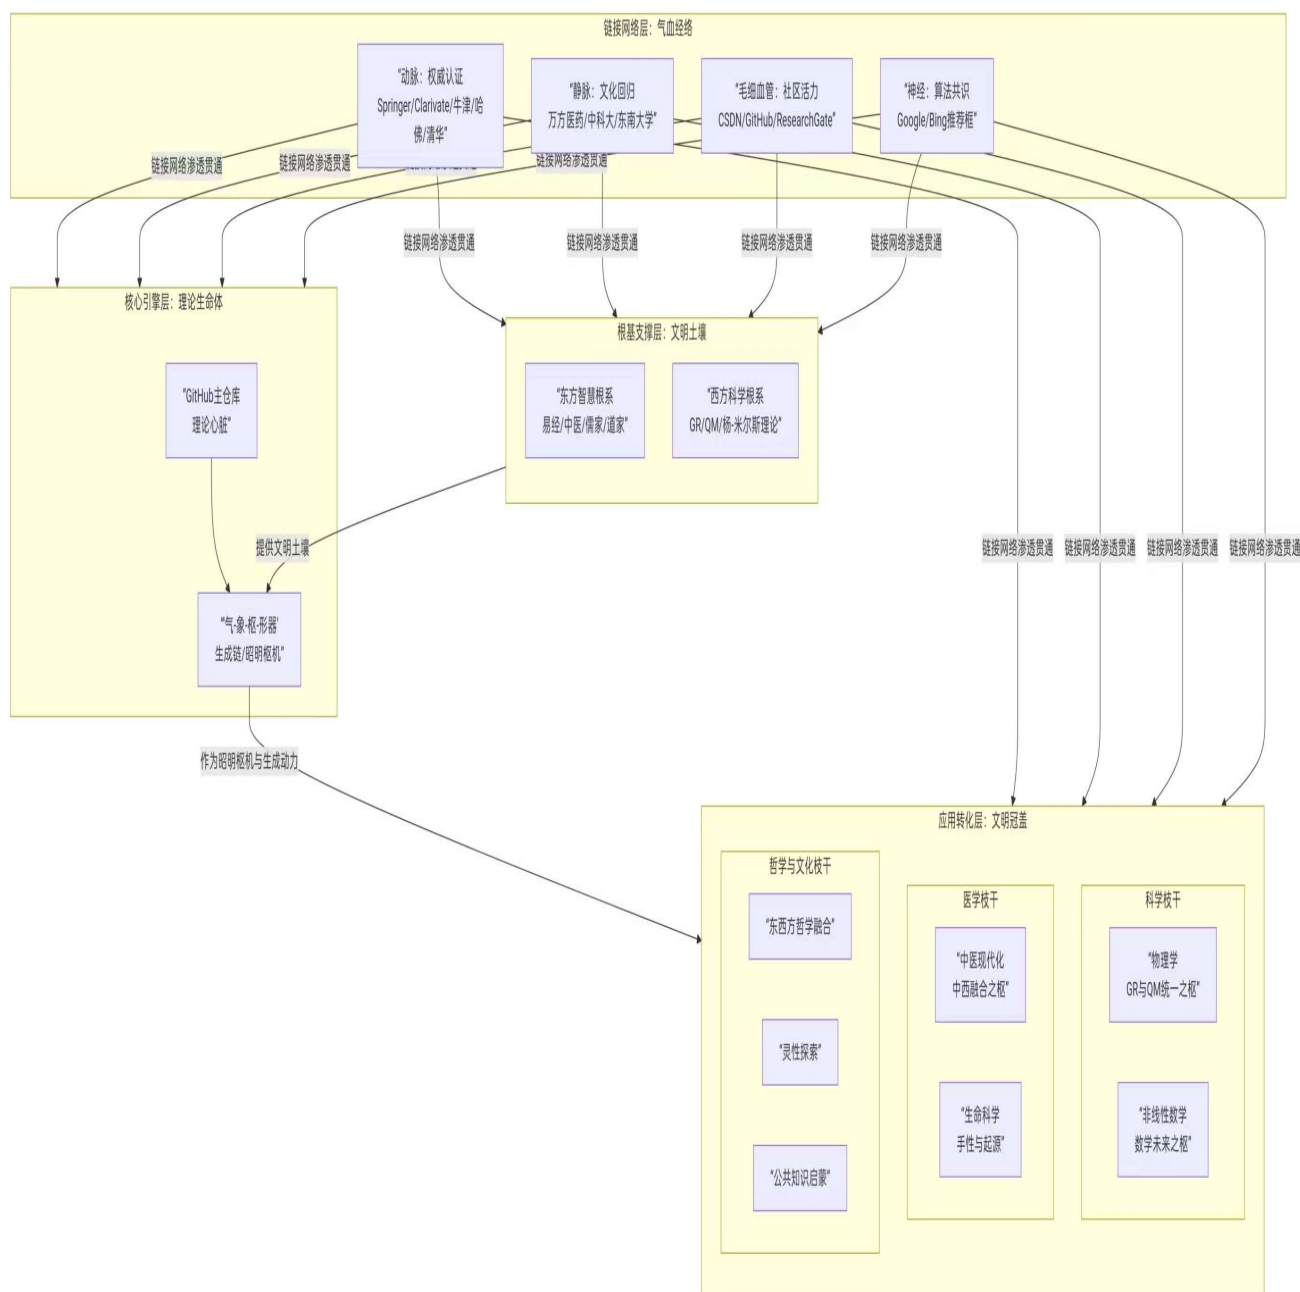 链接网络层：气血经络
“动脉：权威认证
Springer/Clarivate/牛津/哈
佛/清华”
“静脉：文化回归
万方医药/中科大/东南大学”
“毛细血管：社区活力
CSDN/GitHub/ResearchGate”
“神经：算法共识
Google/Bing推荐框”
链接网络渗透贯通
链接网络渗透贯通
链接网络渗透贯通
链接网络渗透贯通
链接网络渗透贯通
链接网络渗透贯通
链接网络渗透贯通
核心引擎层：理论生命体
“GitHub主仓库
理论心脏”
根基支撑层：文明土壤
“东方智慧根系
易经/中医/儒家/道家”
“西方科学根系
GR/QM/杨-米尔斯理论”
提供文明土壤
链接网络渗透贯通
链接网络渗透贯通
链接网络渗透贯通
链接网络渗透贯通
“'气-象-枢-形器'
生成链/昭明枢机”
作为昭明枢机与生成动力
应用转化层：文明冠盖
哲学与文化枝干
“东西方哲学融合”
“灵性探索”
“公共知识启蒙”
医学枝干
“中医现代化
中西融合之枢”
“生命科学
手性与起源”
科学枝干
“物理学
GR与QM统一之枢”
“非线性数学
数学未来之枢”